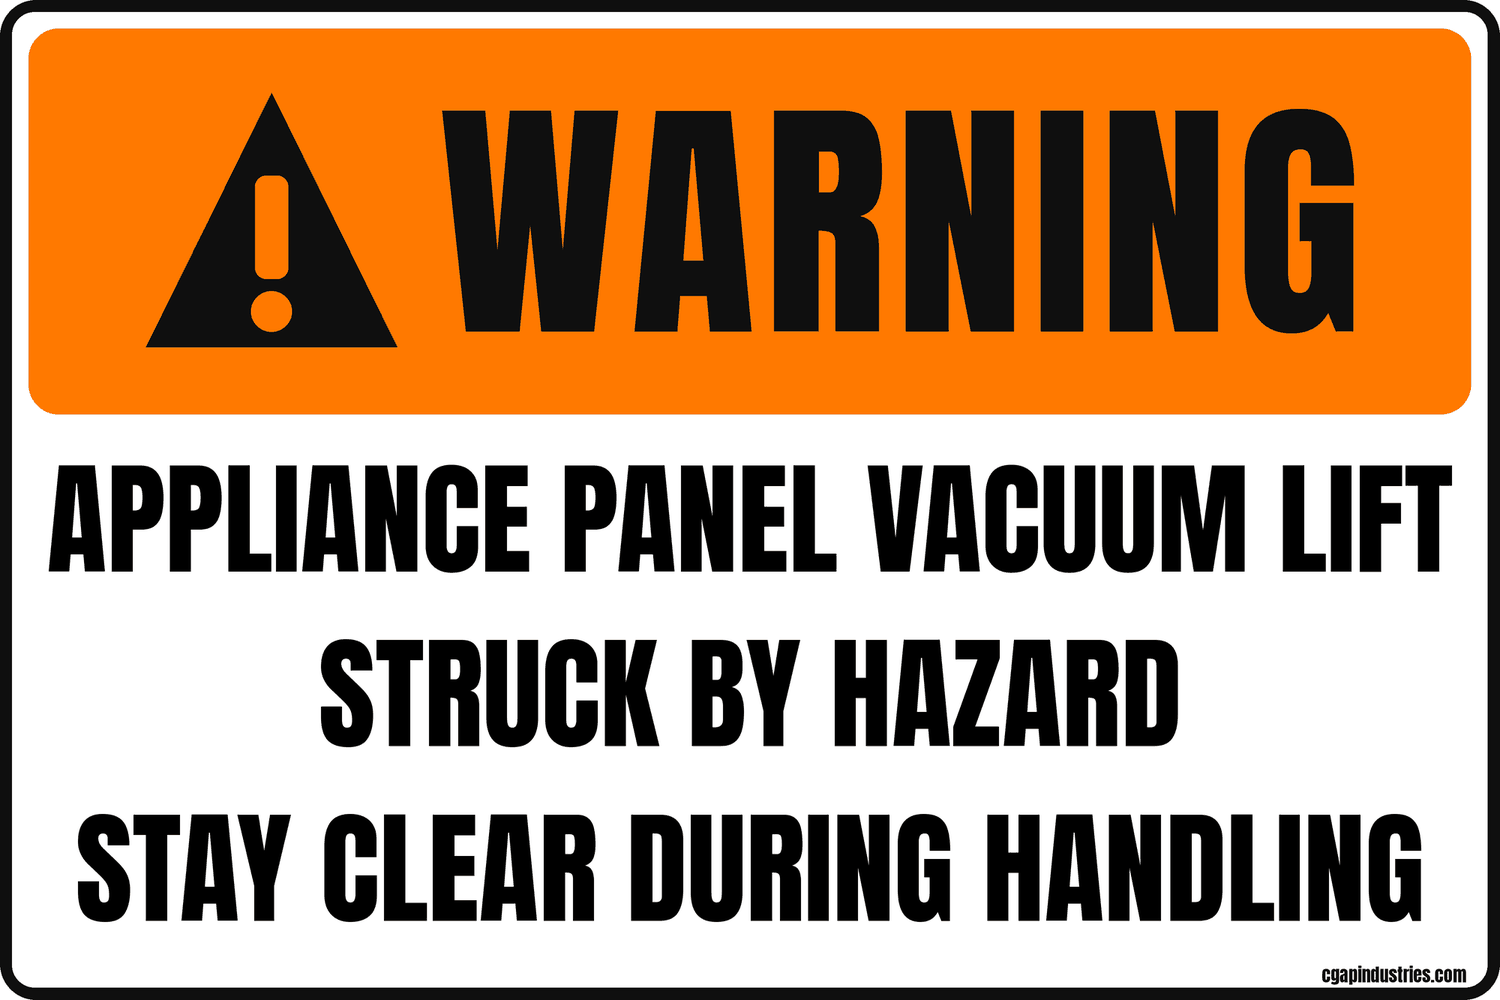 WARNING
APPLIANCE PANEL VACUUM LIFT
STRUCK BY HAZARD
STAY CLEAR DURING HANDLING
cgapindustries.com